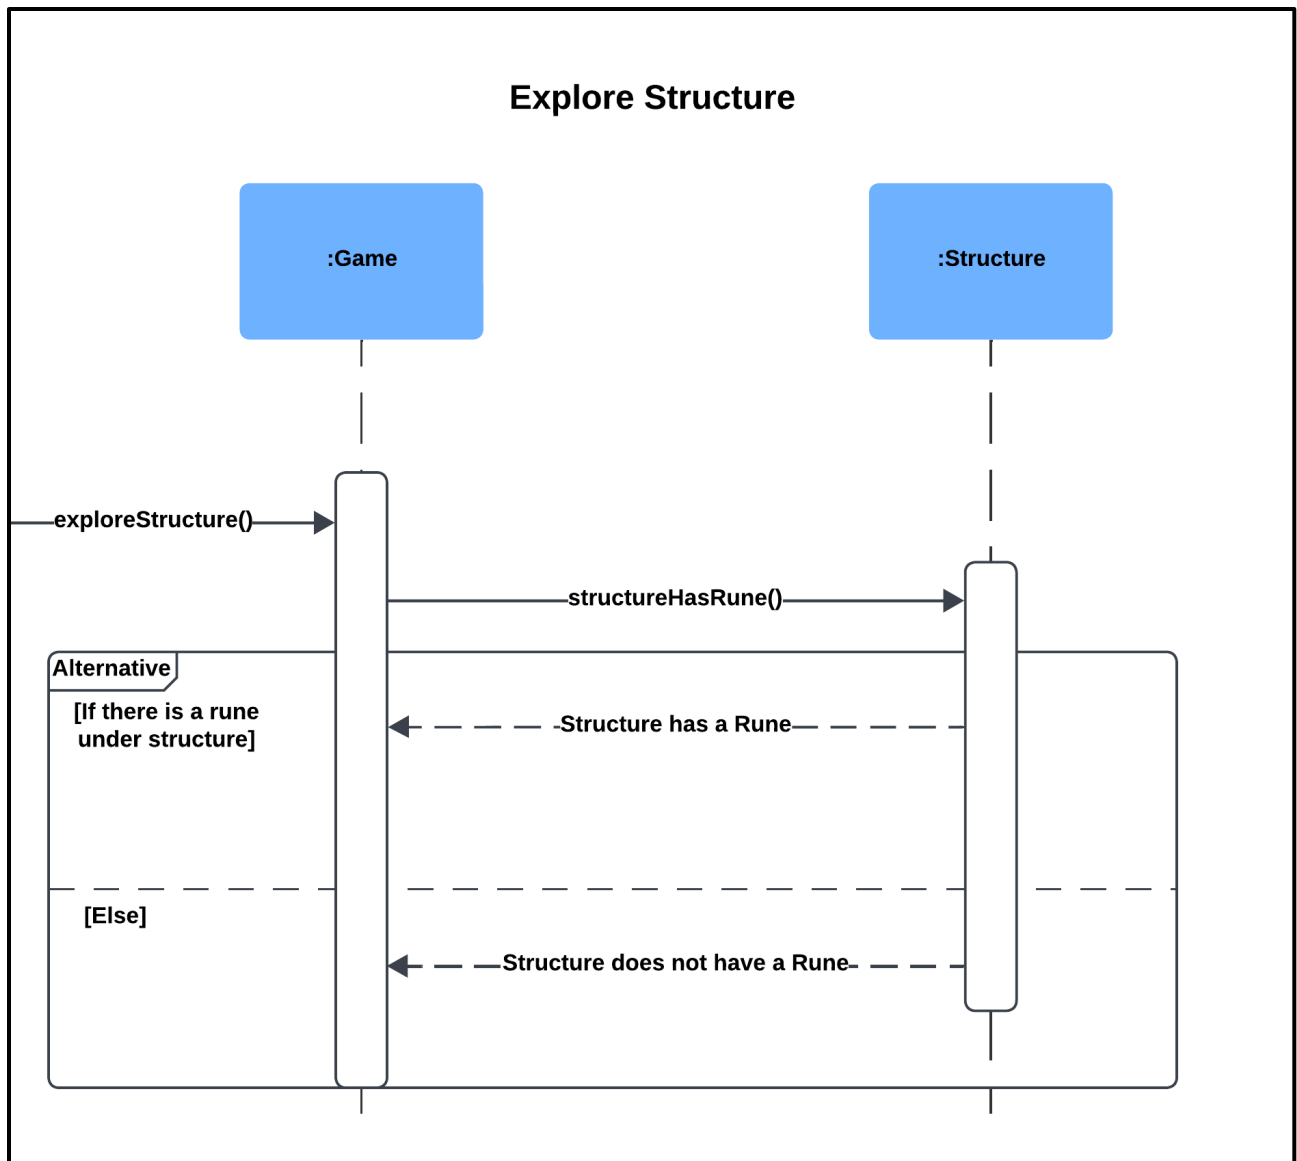 Explore Structure
:Game
:Structure
exploreStructure()
structureHasRune()
Alternative
[If there is a rune
under structure]
Structure has a Rune
[Else]
Structure does not have a Rune